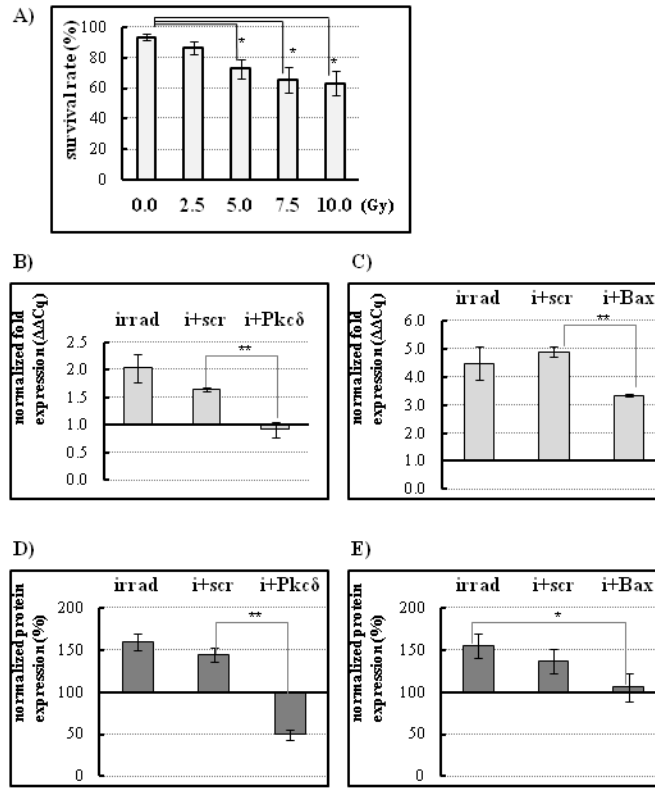 A)
survival rate (%)
100
80
60
40
20
0
*
*
*
0.0 2.5 5.0 7.5 10.0 (Gy)
B)
irrad i+scr i+Pkcδ
normalized fold
expression (ΔΔCq)
2.5
2.0
1.5
1.0
0.5
0.0
**
C)
irrad i+scr i+Bax
normalized fold
expression (ΔΔCq)
6.0
5.0
4.0
3.0
2.0
1.0
0.0
**
D)
irrad i+scr i+Pkcδ
normalized protein
expression (%)
200
150
100
50
0
**
E)
irrad i+scr i+Bax
normalized protein
expression (%)
200
150
100
50
0
*